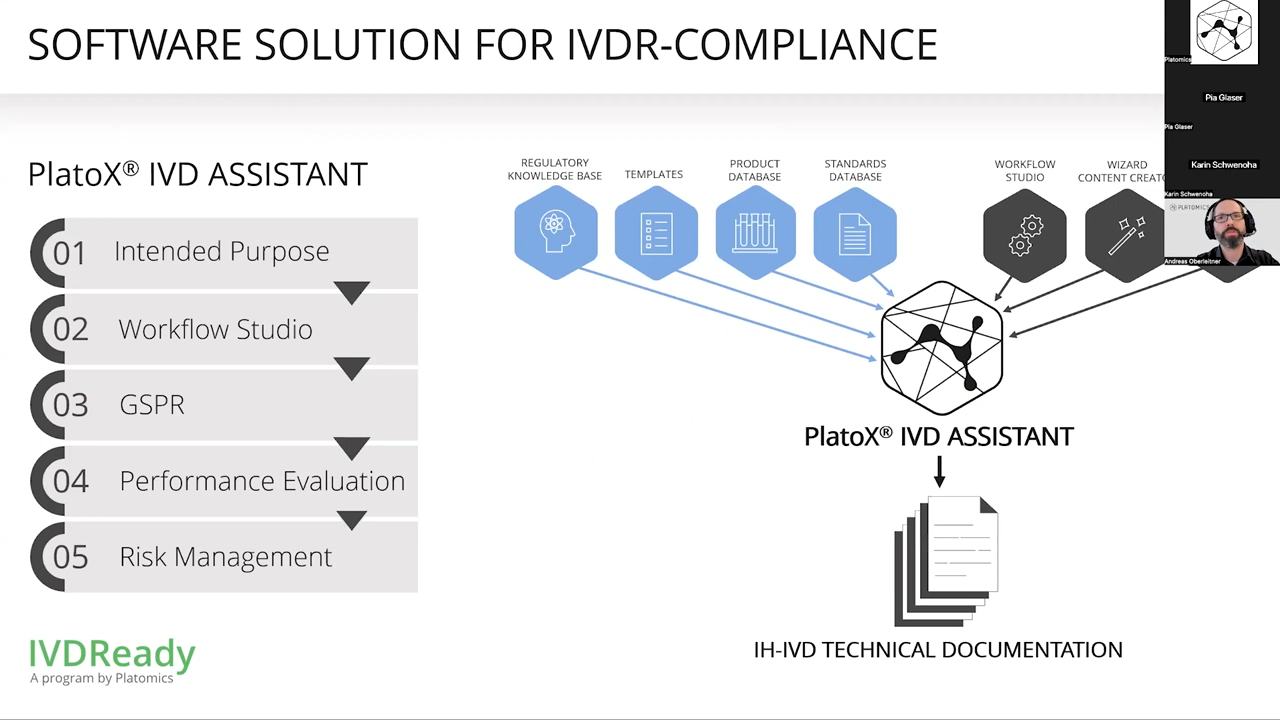 SOFTWARE SOLUTION FOR IVDR-COMPLIANCE
PlatoX® IVD ASSISTANT
01 Intended Purpose
02 Workflow Studio
03 GSPR
04 Performance Evaluation
05 Risk Management
IVDReady
A program by Platomics
REGULATORY
KNOWLEDGE BASE
TEMPLATES
PRODUCT
DATABASE
STANDARDS
DATABASE
WORKFLOW
STUDIO
WIZARD
CONTENT
PlatoX® IVD ASSISTANT
IH-IVD TECHNICAL DOCUMENTATION
Platomics
Pia Glaser
Pia Glaser
Karin Schwenoha
Karin Schwenoha
PLATOMICS
Andreas Oberleitner